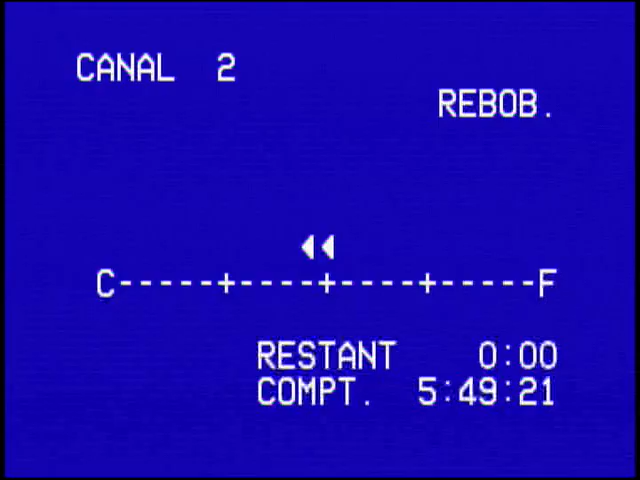 CANAL 2
REBOB.
C-----+----+----+-----F
RESTANT 0:00
COMPT. 5:49:21